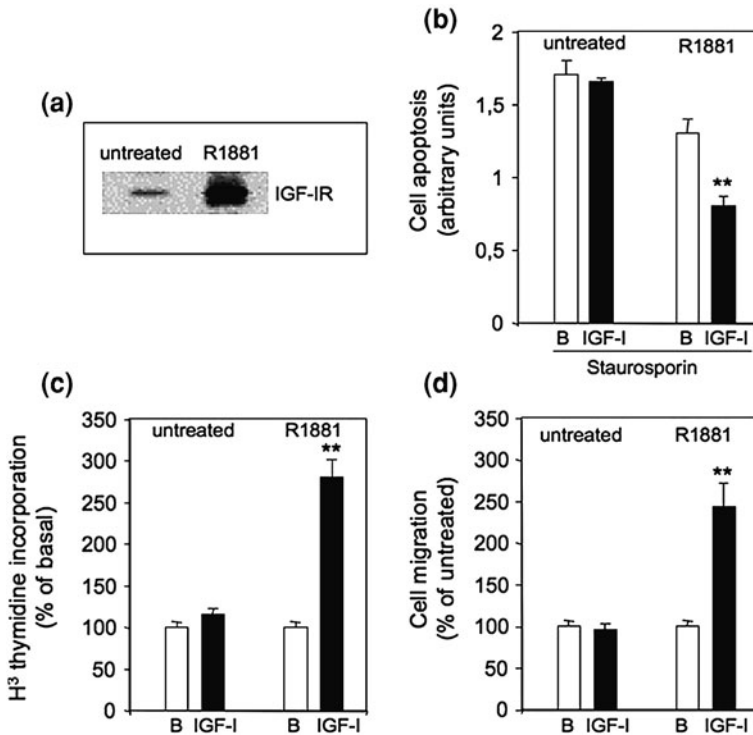 (a)
untreated R1881
IGF-IR
(b)
untreated R1881
Cell apoptosis
(arbitrary units)
2
1,5
1
0,5
0
**
B IGF-I B IGF-I
Staurosporin
(c)
untreated R1881
H³ thymidine incorporation
(% of basal)
350
300
250
200
150
100
50
0
**
B IGF-I B IGF-I
(d)
untreated R1881
Cell migration
(% of untreated)
350
300
250
200
150
100
50
0
**
B IGF-I B IGF-I